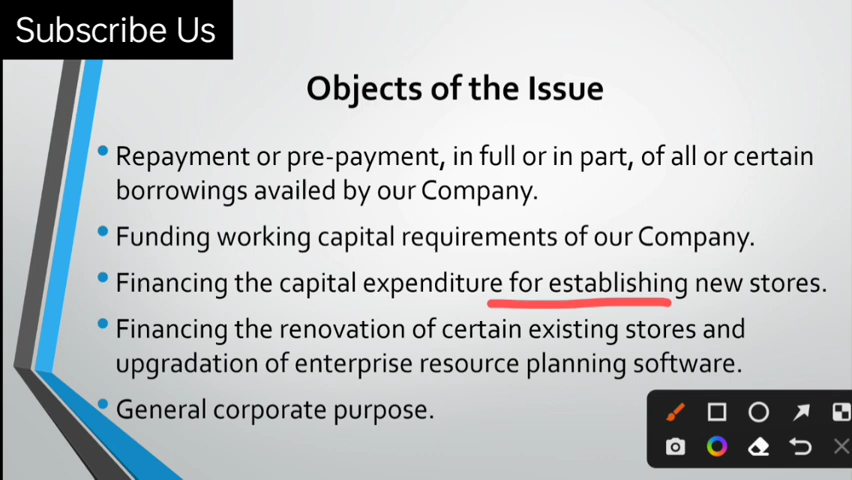 Subscribe Us
Objects of the Issue
• Repayment or pre-payment, in full or in part, of all or certain
borrowings availed by our Company.
• Funding working capital requirements of our Company.
• Financing the capital expenditure for establishing new stores.
• Financing the renovation of certain existing stores and
upgradation of enterprise resource planning software.
• General corporate purpose.